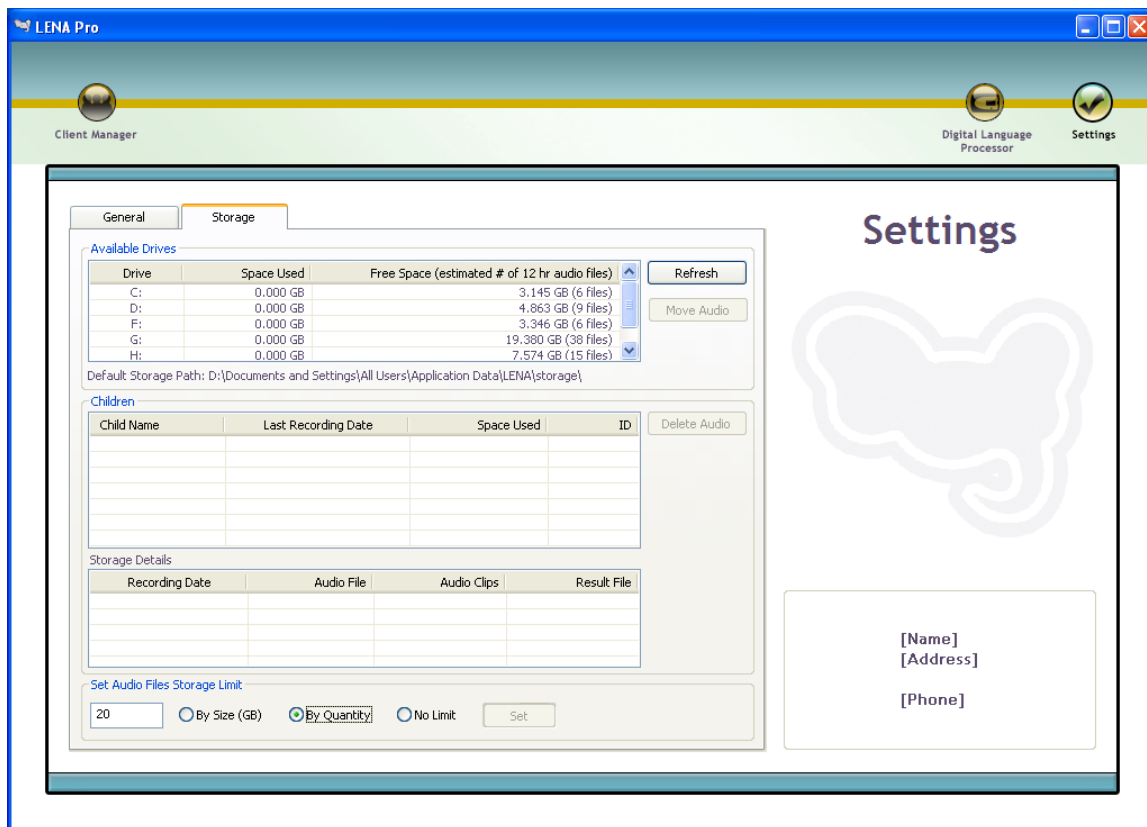 LENA Pro
Client Manager
Digital Language
Processor
Settings
General Storage
Settings
Available Drives
Drive Space Used Free Space (estimated # of 12 hr audio files)
C: 0.000 GB 3.145 GB (6 files)
D: 0.000 GB 4.863 GB (9 files)
F: 0.000 GB 3.346 GB (6 files)
G: 0.000 GB 19.380 GB (38 files)
H: 0.000 GB 7.574 GB (15 files)
Refresh
Move Audio
Default Storage Path: D:\Documents and Settings\All Users\Application Data\LENA\storage\
Children
Child Name Last Recording Date Space Used ID
Delete Audio
Storage Details
Recording Date Audio File Audio Clips Result File
Set Audio Files Storage Limit
20 By Size (GB) By Quantity No Limit Set
[Name]
[Address]
[Phone]